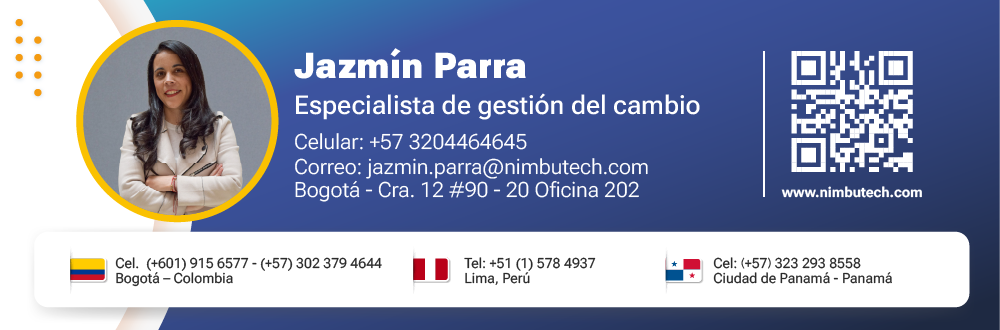 Jazmín Parra
Especialista de gestión del cambio
Celular: +57 3204464645
Correo: jazmin.parra@nimbutech.com
Bogotá - Cra. 12 #90 - 20 Oficina 202
www.nimbutech.com
Cel. (+601) 915 6577 - (+57) 302 379 4644
Bogotá – Colombia
Tel: +51 (1) 578 4937
Lima, Perú
Cel: (+57) 323 293 8558
Ciudad de Panamá - Panamá